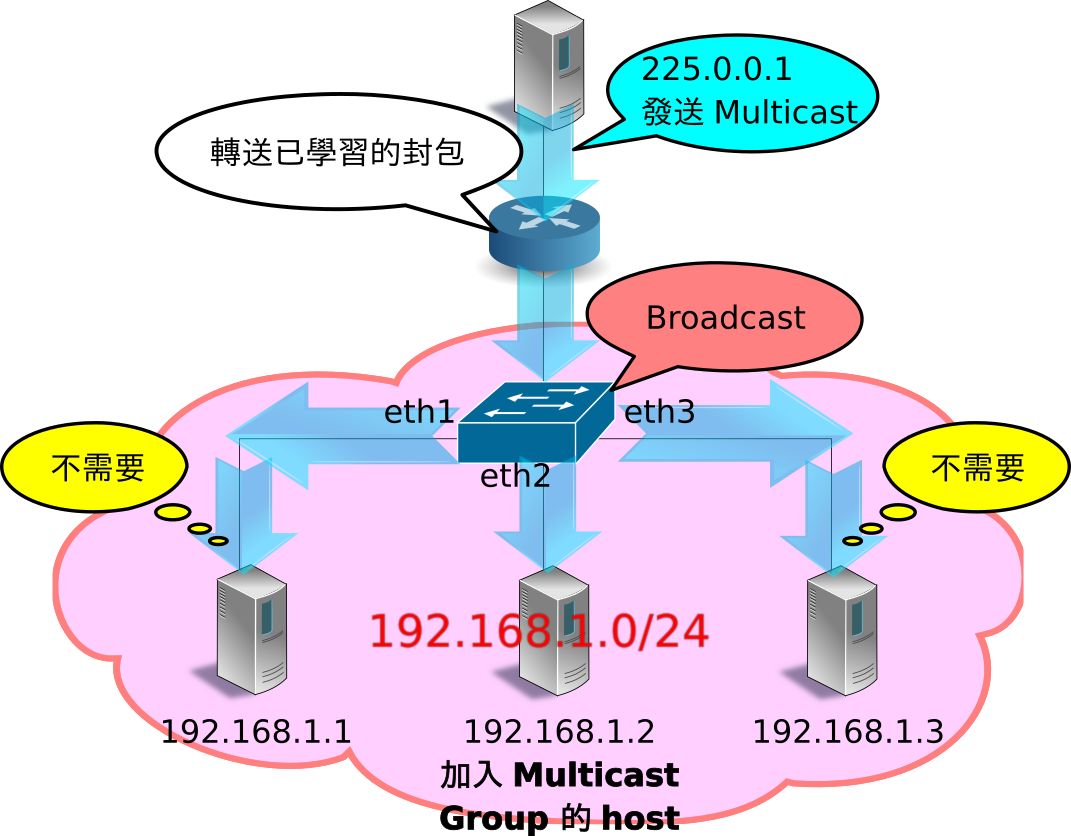 225.0.0.1
發送 Multicast
轉送已學習的封包
Broadcast
eth1
eth3
eth2
不需要
不需要
192.168.1.0/24
192.168.1.1
192.168.1.2
192.168.1.3
加入 Multicast
Group 的 host